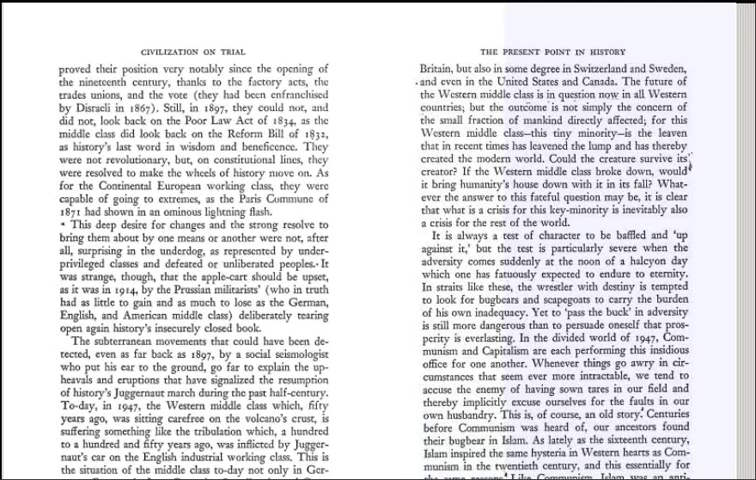 CIVILIZATION ON TRIAL
proved their position very notably since the opening of
the nineteenth century, thanks to the factory acts, the
trades unions, and the vote (they had been enfranchised
by Disraeli in 1867). Still, in 1897, they could not, and
did not, look back on the Poor Law Act of 1834, as the
middle class did look back on the Reform Bill of 1832,
as history's last word in wisdom and beneficence. They
were not revolutionary, but, on constitutional lines, they
were resolved to make the wheels of history move on. As
for the Continental European working class, they were
capable of going to extremes, as the Paris Commune of
1871 had shown in an ominous lightning flash.
This deep desire for changes and the strong resolve to
bring them about by one means or another were not, after
all, surprising in the underdog, as represented by under-
privileged classes and defeated or unliberated peoples. It
was strange, though, that the apple-cart should be upset,
as it was in 1914, by the Prussian militarists' (who in truth
had as little to gain and as much to lose as the German,
English, and American middle class) deliberately tearing
open again history's insecurely closed book.
The subterranean movements that could have been de-
tected, even as far back as 1897, by a social seismologist
who put his ear to the ground, go far to explain the up-
heavals and eruptions that have signalized the resumption
of history's Juggernaut march during the past half-century.
To-day, in 1947, the Western middle class which, fifty
years ago, was sitting carefree on the volcano's crust, is
suffering something like the tribulation which, a hundred
to a hundred and fifty years ago, was inflicted by Jugger-
naut's car on the English industrial working class. This is
the situation of the middle class to-day not only in Ger-
THE PRESENT POINT IN HISTORY
Britain, but also in some degree in Switzerland and Sweden,
and even in the United States and Canada. The future of
the Western middle class is in question now in all Western
countries; but the outcome is not simply the concern of
the small fraction of mankind directly affected; for this
Western middle class—this tiny minority—is the leaven
that in recent times has leavened the lump and has thereby
created the modern world. Could the creature survive its
creator? If the Western middle class broke down, would
it bring humanity's house down with it in its fall? What-
ever the answer to this fateful question may be, it is clear
that what is a crisis for this key-minority is inevitably also
a crisis for the rest of the world.
It is always a test of character to be baffled and 'up
against it,' but the test is particularly severe when the
adversity comes suddenly at the noon of a halcyon day
which one has fatuously expected to endure to eternity.
In straits like these, the wrestler with destiny is tempted
to look for bugbears and scapegoats to carry the burden
of his own inadequacy. Yet to 'pass the buck' in adversity
is still more dangerous than to persuade oneself that pros-
perity is everlasting. In the divided world of 1947, Com-
munism and Capitalism are each performing this insidious
office for one another. Whenever things go awry in cir-
cumstances that seem ever more intractable, we tend to
accuse the enemy of having sown tares in our field and
thereby implicitly excuse ourselves for the faults in our
own husbandry. This is, of course, an old story. Centuries
before Communism was heard of, our ancestors found
their bugbear in Islam. As lately as the sixteenth century,
Islam inspired the same hysteria in Western hearts as Com-
munism in the twentieth century, and this essentially for
the same reasons. Like Communism, Islam was an anti-